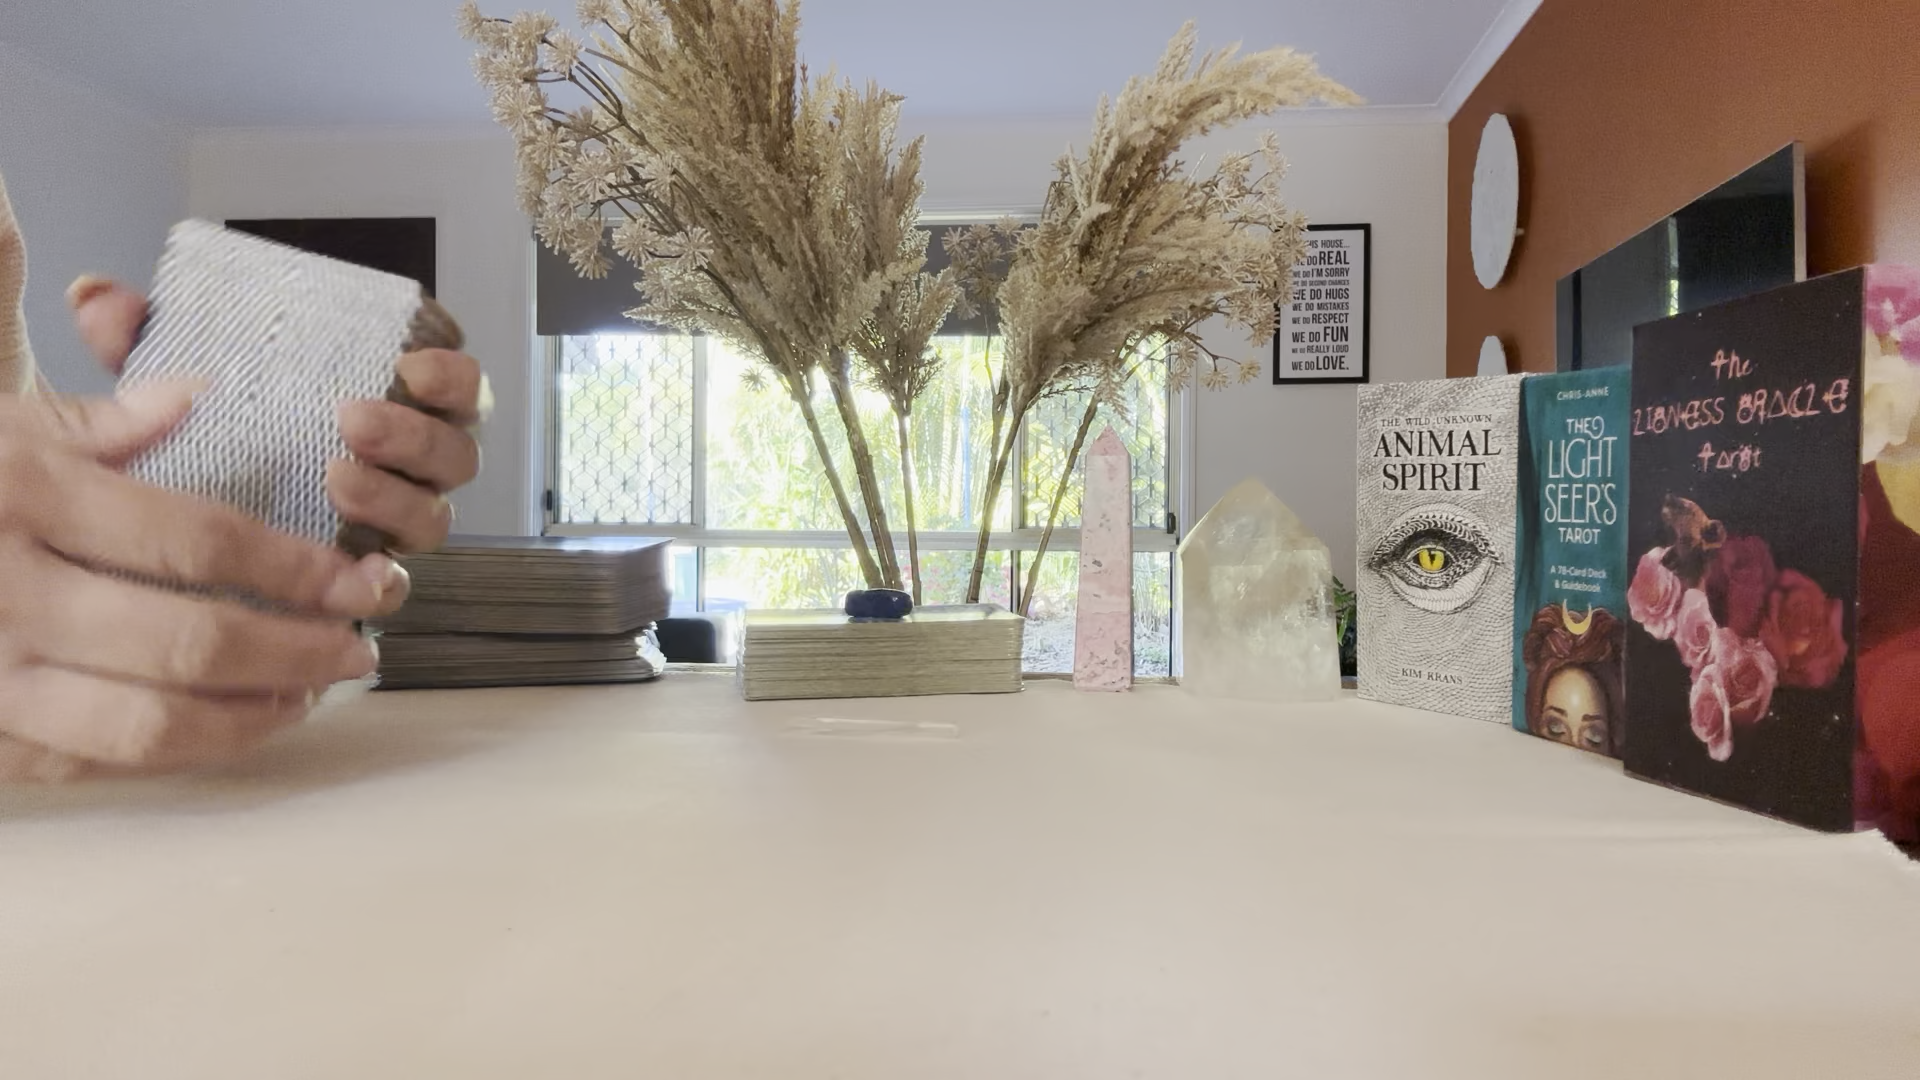 HIS HOUSE...
WE DO REAL
WE DO I'M SORRY
WE DO SECOND CHANCES
WE DO HUGS
WE DO MISTAKES
WE DO RESPECT
WE DO FUN
WE DO REALLY LOUD
WE DO LOVE.
THE WILD UNKNOWN
ANIMAL
SPIRIT
KIM KRANS
CHRIS-ANNE
THE
LIGHT
SEER'S
TAROT
A 78-Card Deck
& Guidebook
the
LIONESS ORACLE
tarot